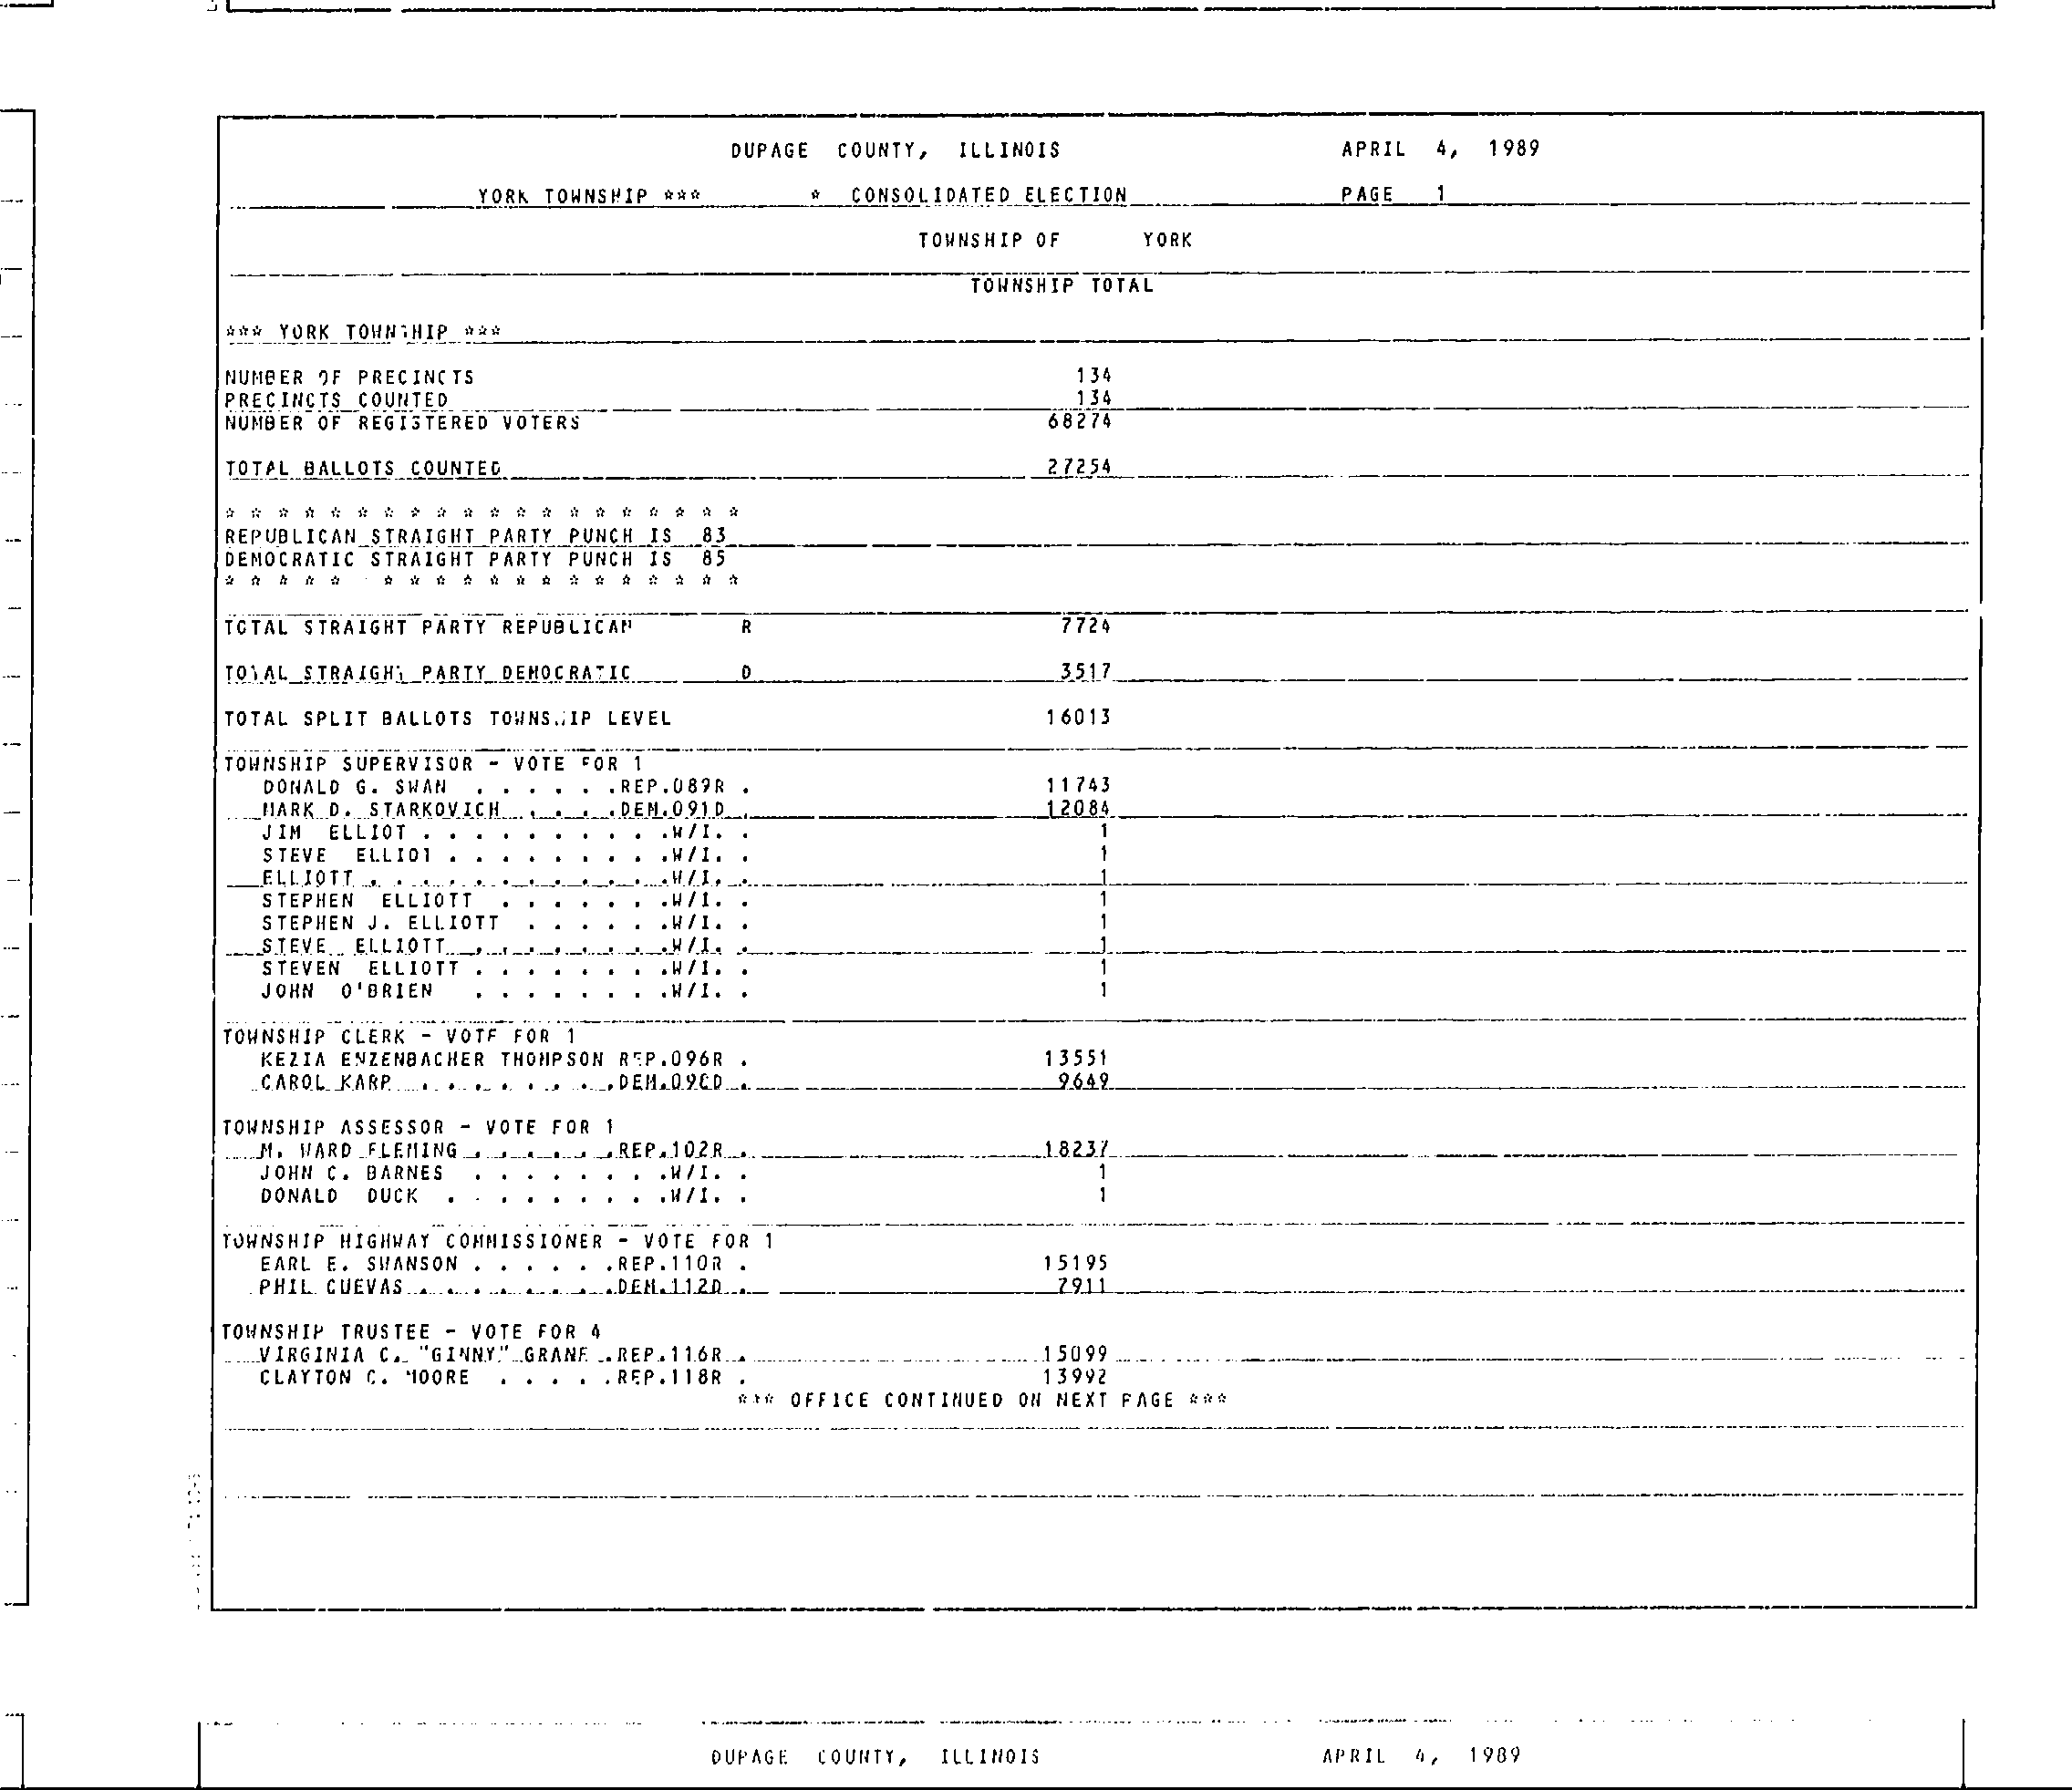 DUPAGE COUNTY, ILLINOIS APRIL 4, 1989
YORK TOWNSHIP *** * CONSOLIDATED ELECTION PAGE 1
TOWNSHIP OF YORK
TOWNSHIP TOTAL
*** YORK TOWNSHIP ***
NUMBER OF PRECINCTS 134
PRECINCTS COUNTED 134
NUMBER OF REGISTERED VOTERS 68274
TOTAL BALLOTS COUNTED 27254
* * * * * * * * * * * * * * * * * * * *
REPUBLICAN STRAIGHT PARTY PUNCH IS 83
DEMOCRATIC STRAIGHT PARTY PUNCH IS 85
* * * * * * * * * * * * * * * * * * *
TOTAL STRAIGHT PARTY REPUBLICAN R 7724
TOTAL STRAIGHT PARTY DEMOCRATIC D 3517
TOTAL SPLIT BALLOTS TOWNSHIP LEVEL 16013
TOWNSHIP SUPERVISOR - VOTE FOR 1
DONALD G. SWAN . . . . . .REP.089R . 11743
MARK D. STARKOVICH . . . .DEM.091D . 12084
JIM ELLIOT . . . . . . . . . .W/I. . 1
STEVE ELLIOT . . . . . . . . .W/I. . 1
ELLIOTT . . . . . . . . . . . .W/I. . 1
STEPHEN ELLIOTT . . . . . . .W/I. . 1
STEPHEN J. ELLIOTT . . . . . .W/I. . 1
STEVE ELLIOTT . . . . . . . .W/I. . 1
STEVEN ELLIOTT . . . . . . . .W/I. . 1
JOHN O'BRIEN . . . . . . . .W/I. . 1
TOWNSHIP CLERK - VOTE FOR 1
KEZIA ENZENBACHER THOMPSON REP.096R . 13551
CAROL KARP . . . . . . . .DEM.098D . 9649
TOWNSHIP ASSESSOR - VOTE FOR 1
M. WARD FLEMING . . . . . .REP.102R . 18237
JOHN C. BARNES . . . . . . . .W/I. . 1
DONALD DUCK . . . . . . . . .W/I. . 1
TOWNSHIP HIGHWAY COMMISSIONER - VOTE FOR 1
EARL E. SWANSON . . . . . .REP.110R . 15195
PHIL CUEVAS . . . . . . . .DEM.112D . 7911
TOWNSHIP TRUSTEE - VOTE FOR 4
VIRGINIA C. "GINNY" GRANE .REP.116R . 15099
CLAYTON C. MOORE . . . . .REP.118R . 13992
*** OFFICE CONTINUED ON NEXT PAGE ***
DUPAGE COUNTY, ILLINOIS APRIL 4, 1989